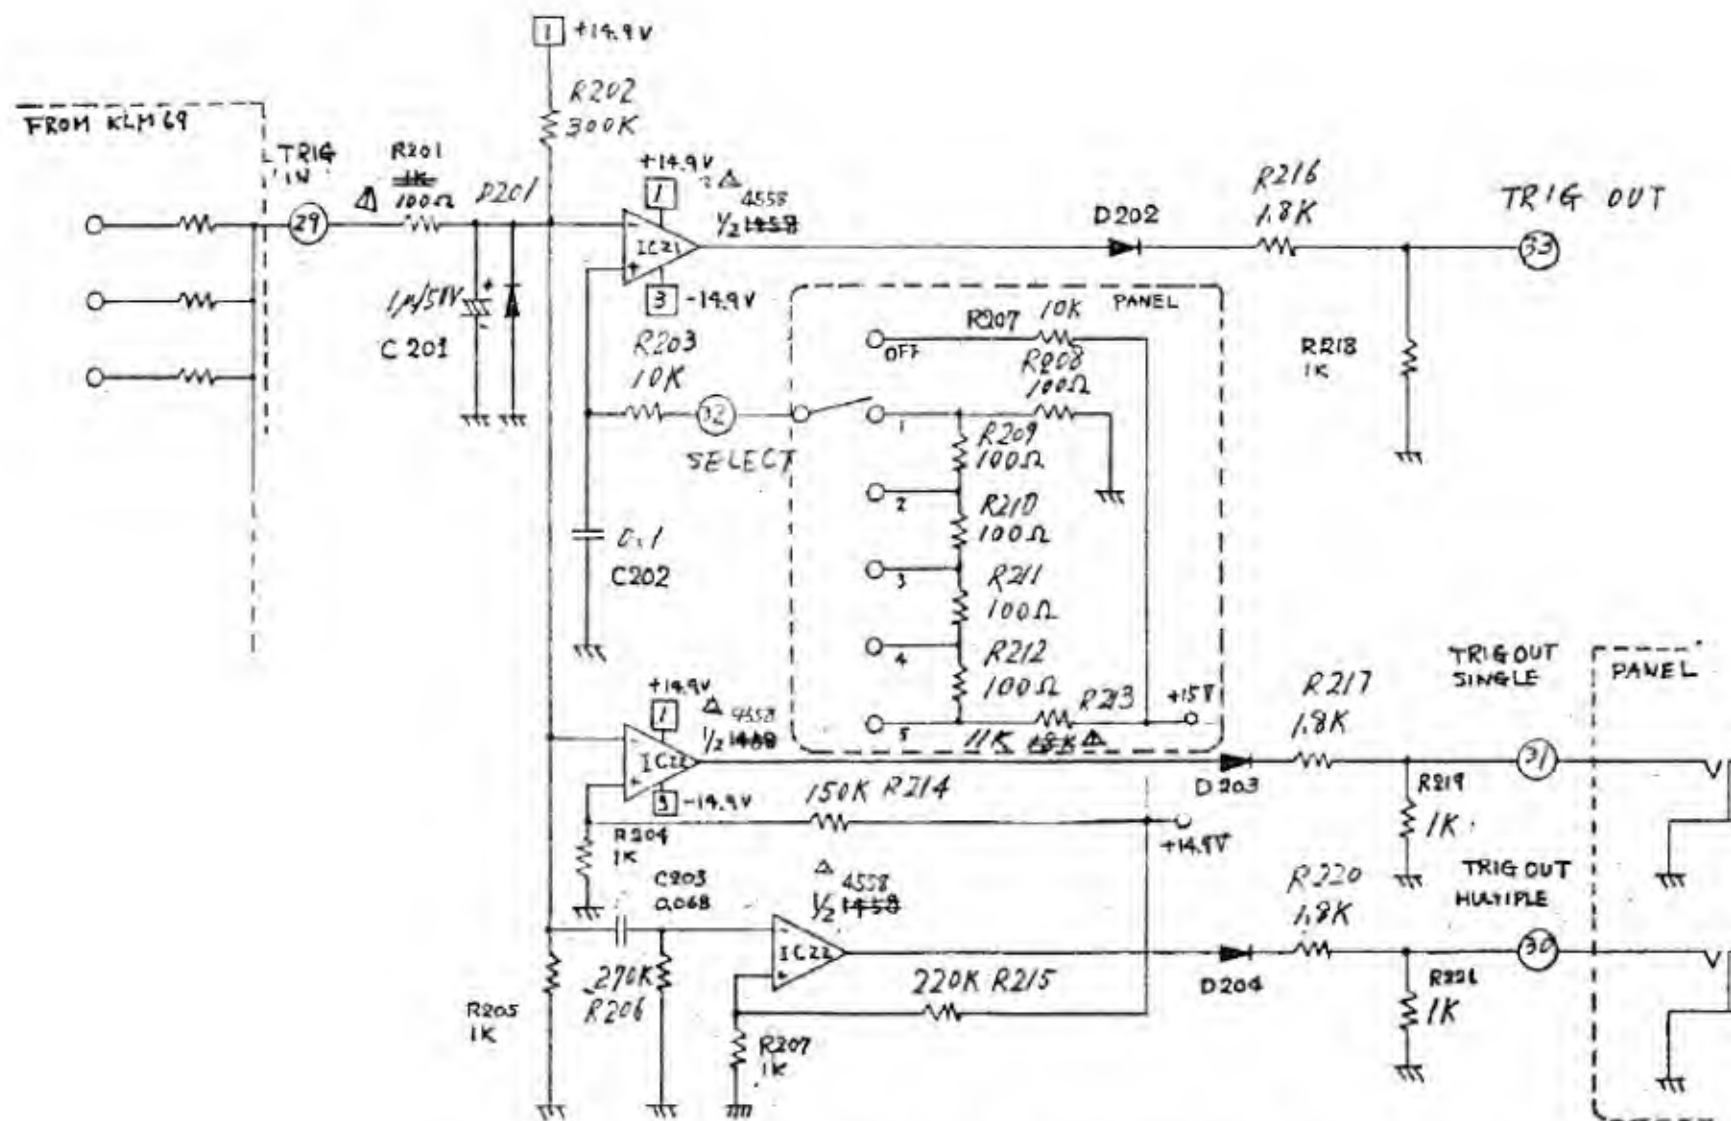 1 +14.9V
R202
300K
FROM KLM69
TRIG
IN
29
R201
1K
100Ω
D201
1μ/50V
+
-
C201
+14.9V
1
4558
1/2 1458
-
IC21
+
3 -14.9V
D202
R216
1.8K
TRIG OUT
33
R218
1K
R203
10K
32
SELECT
0.1
C202
PANEL
OFF
R207 10K
R208
100Ω
1
R209
100Ω
2
R210
100Ω
3
R211
100Ω
4
R212
100Ω
5
R213
11K 18K
+15V
+14.9V
1
4558
1/2 1458
-
IC22
+
3 -14.9V
R204
1K
150K R214
+14.9V
D203
R217
1.8K
TRIG OUT
SINGLE
31
R219
1K
PANEL
C203
0.068
4558
1/2 1458
-
IC22
+
270K
R206
R205
1K
R207
1K
220K R215
D204
R220
1.8K
TRIG OUT
MULTIPLE
30
R221
1K